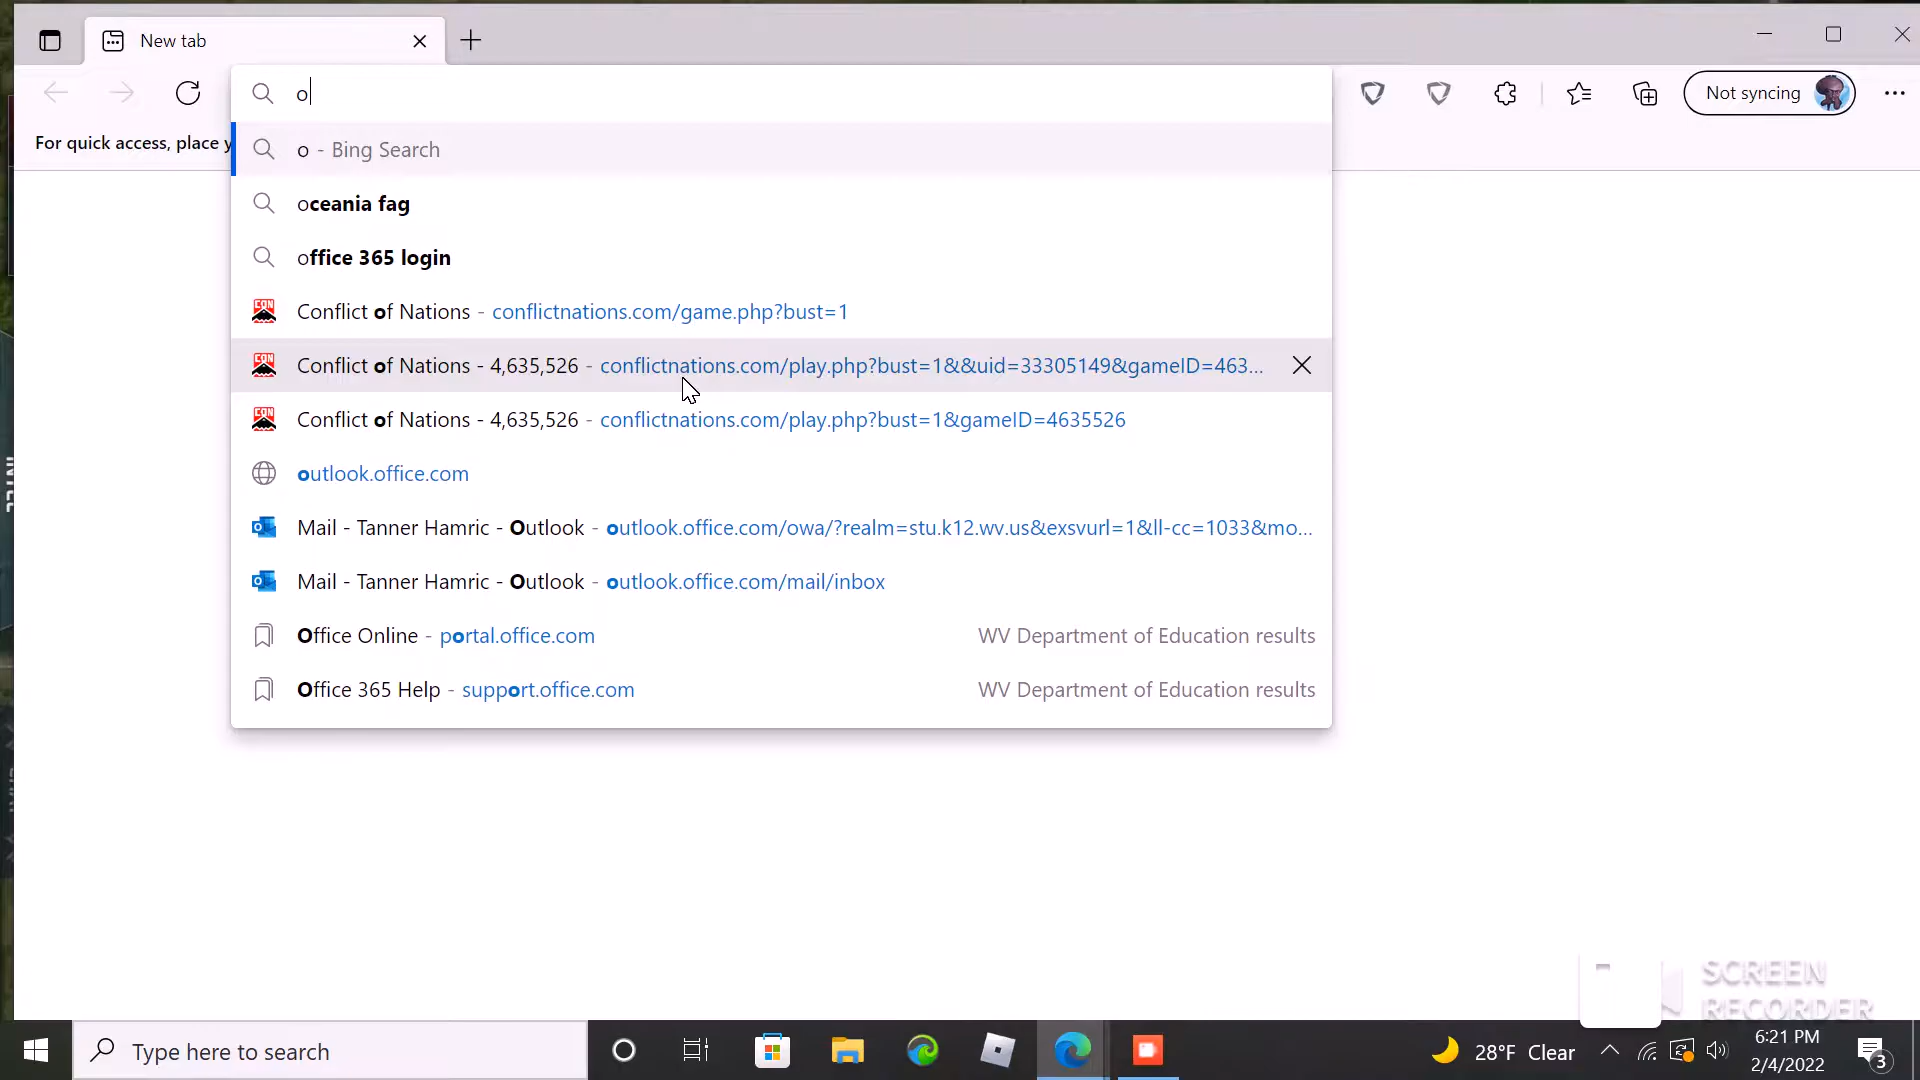 New tab
o
Not syncing
For quick access, place y
o - Bing Search
oceania fag
office 365 login
Conflict of Nations - conflictnations.com/game.php?bust=1
Conflict of Nations - 4,635,526 - conflictnations.com/play.php?bust=1&&uid=33305149&gameID=463...
Conflict of Nations - 4,635,526 - conflictnations.com/play.php?bust=1&gameID=4635526
outlook.office.com
Mail - Tanner Hamric - Outlook - outlook.office.com/owa/?realm=stu.k12.wv.us&exsvurl=1&ll-cc=1033&mo...
Mail - Tanner Hamric - Outlook - outlook.office.com/mail/inbox
Office Online - portal.office.com WV Department of Education results
Office 365 Help - support.office.com WV Department of Education results
SCREEN
RECORDER
Type here to search
28°F Clear
6:21 PM
2/4/2022
3